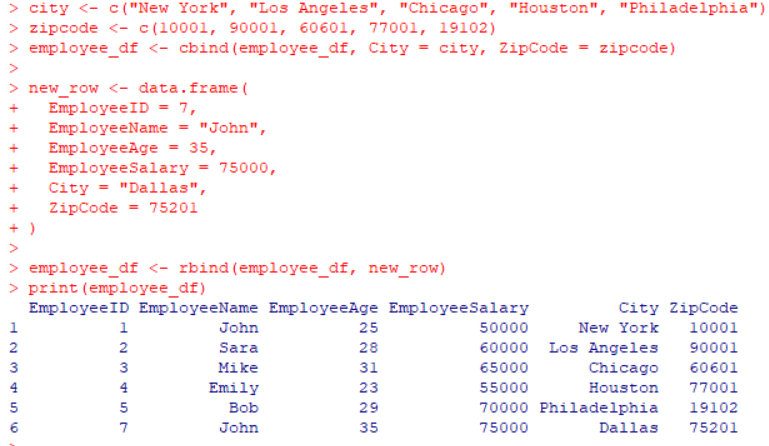 > city <- c("New York", "Los Angeles", "Chicago", "Houston", "Philadelphia")
> zipcode <- c(10001, 90001, 60601, 77001, 19102)
> employee_df <- cbind(employee_df, City = city, ZipCode = zipcode)
>
> new_row <- data.frame(
+   EmployeeID = 7,
+   EmployeeName = "John",
+   EmployeeAge = 35,
+   EmployeeSalary = 75000,
+   City = "Dallas",
+   ZipCode = 75201
+ )
>
> employee_df <- rbind(employee_df, new_row)
> print(employee_df)
  EmployeeID EmployeeName EmployeeAge EmployeeSalary         City ZipCode
1          1         John          25          50000     New York   10001
2          2         Sara          28          60000  Los Angeles   90001
3          3         Mike          31          65000      Chicago   60601
4          4        Emily          23          55000      Houston   77001
5          5          Bob          29          70000 Philadelphia   19102
6          7         John          35          75000       Dallas   75201